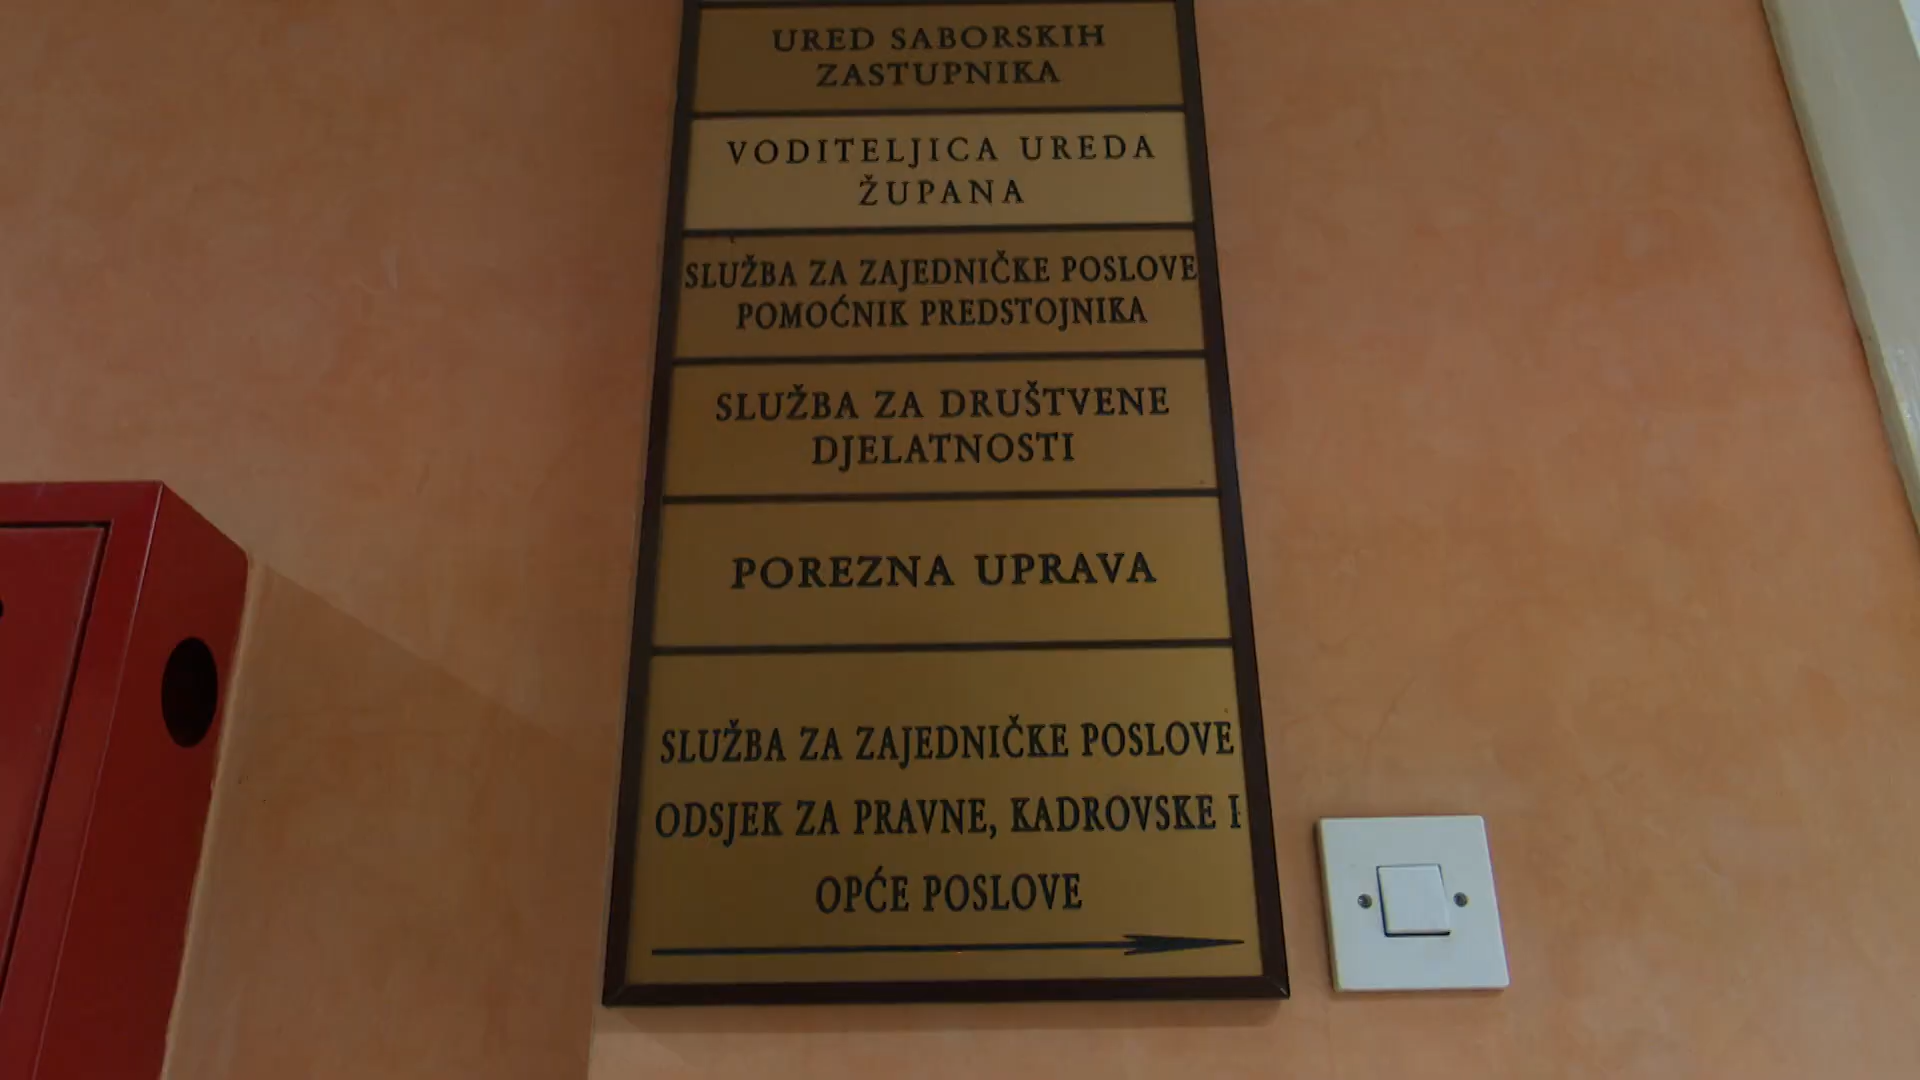 URED SABORSKIH
ZASTUPNIKA
VODITELJICA UREDA
ŽUPANA
SLUŽBA ZA ZAJEDNIČKE POSLOVE
POMOĆNIK PREDSTOJNIKA
SLUŽBA ZA DRUŠTVENE
DJELATNOSTI
POREZNA UPRAVA
SLUŽBA ZA ZAJEDNIČKE POSLOVE
ODSJEK ZA PRAVNE, KADROVSKE I
OPĆE POSLOVE